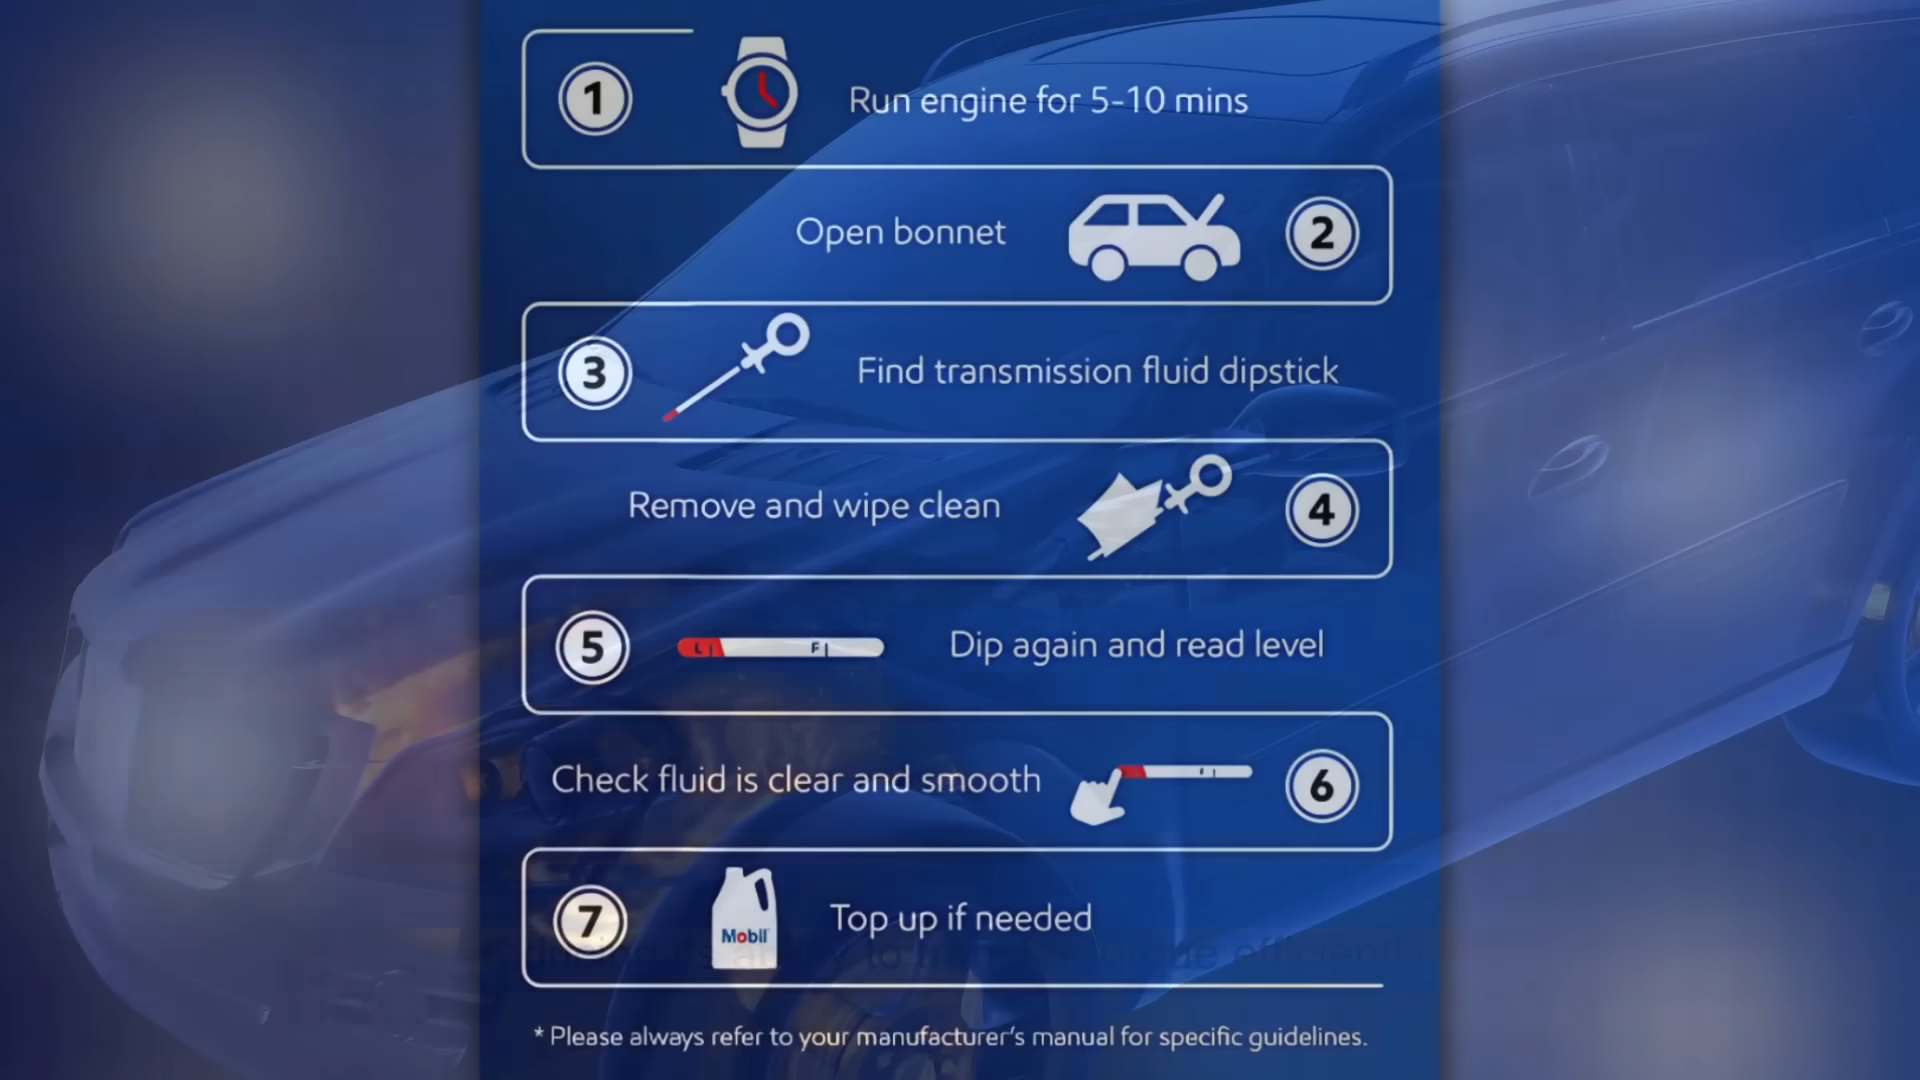 1 Run engine for 5-10 mins
Open bonnet 2
3 Find transmission fluid dipstick
Remove and wipe clean 4
5 L F Dip again and read level
Check fluid is clear and smooth F 6
7 Mobil Top up if needed
* Please always refer to your manufacturer's manual for specific guidelines.